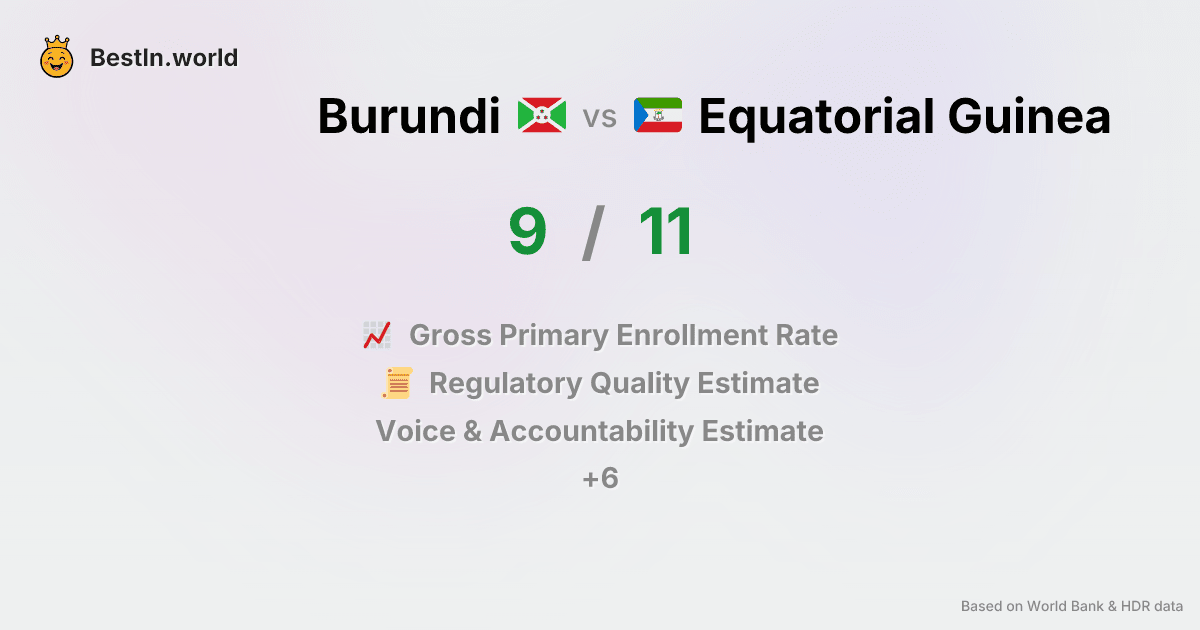 BestIn.world
Burundi vs Equatorial Guinea
9 / 11
Gross Primary Enrollment Rate
Regulatory Quality Estimate
Voice & Accountability Estimate
+6
Based on World Bank & HDR data